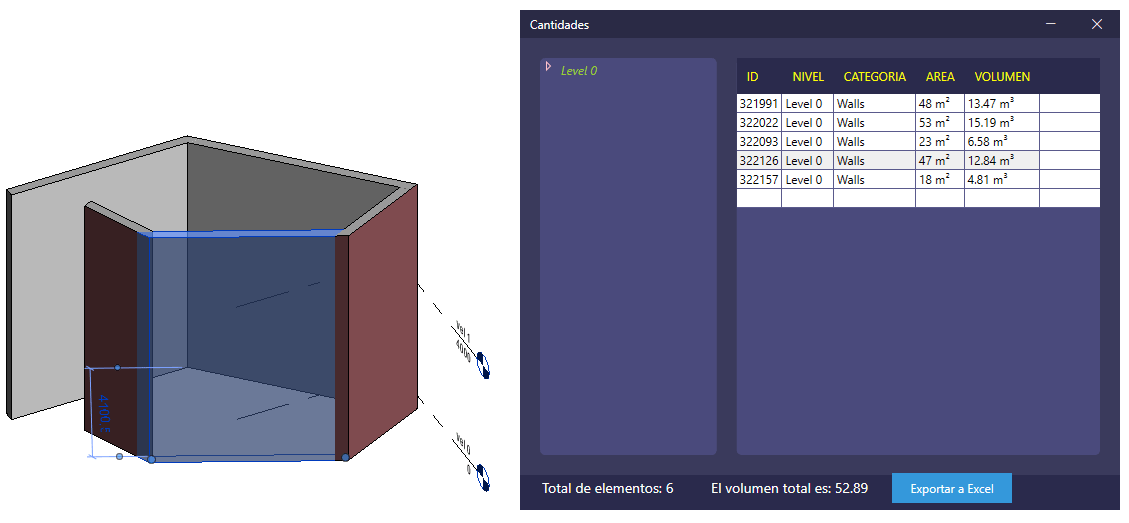 Cantidades
Level 0
ID NIVEL CATEGORIA AREA VOLUMEN
321991 Level 0 Walls 48 m² 13.47 m³
322022 Level 0 Walls 53 m² 15.19 m³
322093 Level 0 Walls 23 m² 6.58 m³
322126 Level 0 Walls 47 m² 12.84 m³
322157 Level 0 Walls 18 m² 4.81 m³
vel 1
4000
4100.5
vel 0
0
Total de elementos: 6 El volumen total es: 52.89 Exportar a Excel